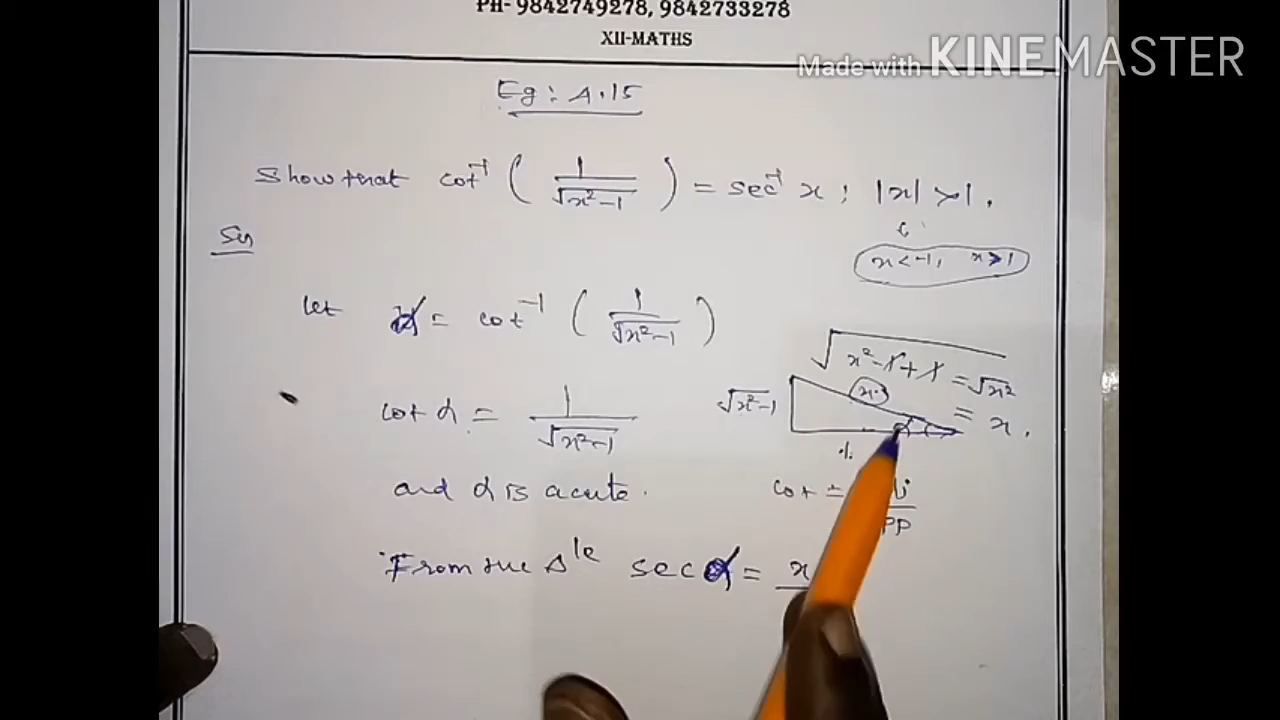 PH- 9842749278, 9842733278
XII-MATHS
Made with KINEMASTER
Eg: 4.15
Show that cot⁻¹ ( 1 / √x²-1 ) = sec⁻¹ x ; |x| > 1.
x < -1, x > 1
let α = cot⁻¹ ( 1 / √x²-1 )
√x²-1+1 = √x²
= x.
√x²-1
x
cot α = 1 / √x²-1
and α is acute.
cot =
From the Δle sec α = x